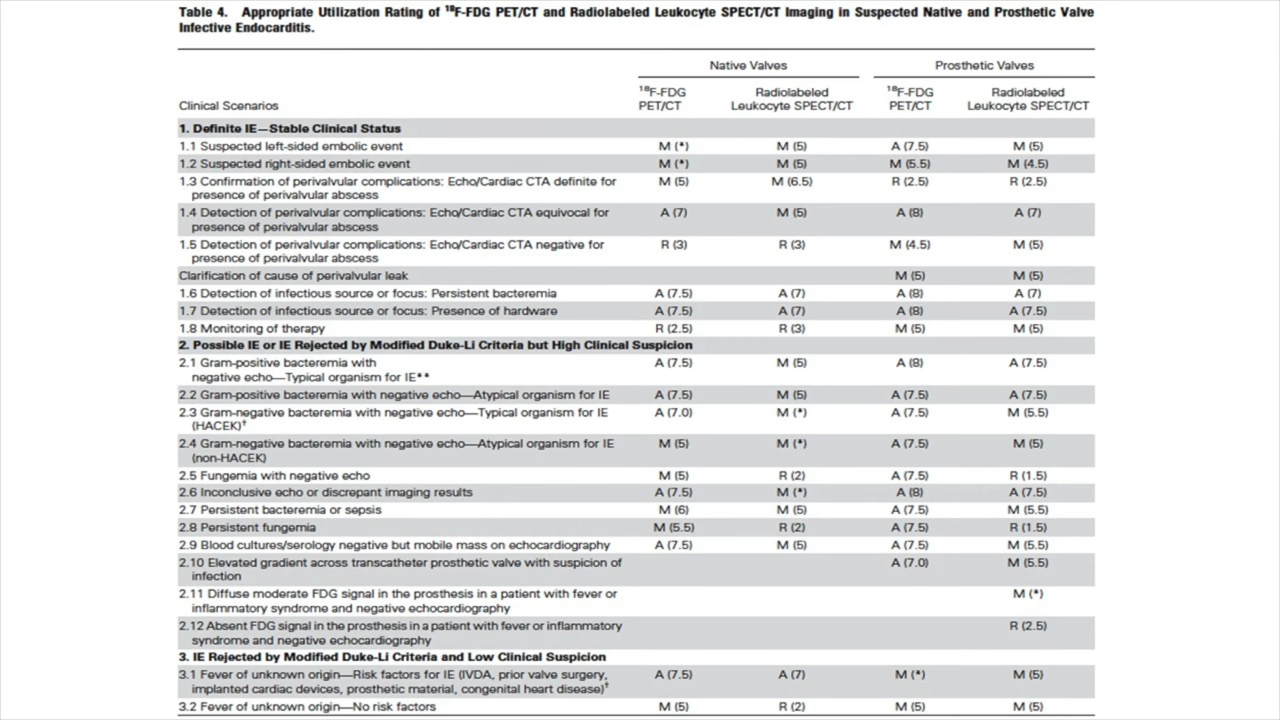 Table 4. Appropriate Utilization Rating of ¹⁸F-FDG PET/CT and Radiolabeled Leukocyte SPECT/CT Imaging in Suspected Native and Prosthetic Valve
Infective Endocarditis.
Native Valves Prosthetic Valves
¹⁸F-FDG Radiolabeled ¹⁸F-FDG Radiolabeled
Clinical Scenarios PET/CT Leukocyte SPECT/CT PET/CT Leukocyte SPECT/CT
1. Definite IE—Stable Clinical Status
1.1 Suspected left-sided embolic event M (*) M (5) A (7.5) M (5)
1.2 Suspected right-sided embolic event M (*) M (5) M (5.5) M (4.5)
1.3 Confirmation of perivalvular complications: Echo/Cardiac CTA definite for M (5) M (6.5) R (2.5) R (2.5)
presence of perivalvular abscess
1.4 Detection of perivalvular complications: Echo/Cardiac CTA equivocal for A (7) M (5) A (8) A (7)
presence of perivalvular abscess
1.5 Detection of perivalvular complications: Echo/Cardiac CTA negative for R (3) R (3) M (4.5) M (5)
presence of perivalvular abscess
Clarification of cause of perivalvular leak M (5) M (5)
1.6 Detection of infectious source or focus: Persistent bacteremia A (7.5) A (7) A (8) A (7)
1.7 Detection of infectious source or focus: Presence of hardware A (7.5) A (7) A (8) A (7.5)
1.8 Monitoring of therapy R (2.5) R (3) M (5) M (5)
2. Possible IE or IE Rejected by Modified Duke-Li Criteria but High Clinical Suspicion
2.1 Gram-positive bacteremia with A (7.5) M (5) A (8) A (7.5)
negative echo—Typical organism for IE**
2.2 Gram-positive bacteremia with negative echo—Atypical organism for IE A (7.5) M (5) A (7.5) A (7.5)
2.3 Gram-negative bacteremia with negative echo—Typical organism for IE A (7.0) M (*) A (7.5) M (5.5)
(HACEK)†
2.4 Gram-negative bacteremia with negative echo—Atypical organism for IE M (5) M (*) A (7.5) M (5)
(non-HACEK)
2.5 Fungemia with negative echo M (5) R (2) A (7.5) R (1.5)
2.6 Inconclusive echo or discrepant imaging results A (7.5) M (*) A (8) A (7.5)
2.7 Persistent bacteremia or sepsis M (6) M (5) A (7.5) M (5.5)
2.8 Persistent fungemia M (5.5) R (2) A (7.5) R (1.5)
2.9 Blood cultures/serology negative but mobile mass on echocardiography A (7.5) M (5) A (7.5) M (5.5)
2.10 Elevated gradient across transcatheter prosthetic valve with suspicion of A (7.0) M (5.5)
infection
2.11 Diffuse moderate FDG signal in the prosthesis in a patient with fever or M (*)
inflammatory syndrome and negative echocardiography
2.12 Absent FDG signal in the prosthesis in a patient with fever or inflammatory R (2.5)
syndrome and negative echocardiography
3. IE Rejected by Modified Duke-Li Criteria and Low Clinical Suspicion
3.1 Fever of unknown origin—Risk factors for IE (IVDA, prior valve surgery, A (7.5) A (7) M (*) M (5)
implanted cardiac devices, prosthetic material, congenital heart disease)†
3.2 Fever of unknown origin—No risk factors M (5) R (2) M (5) M (5)